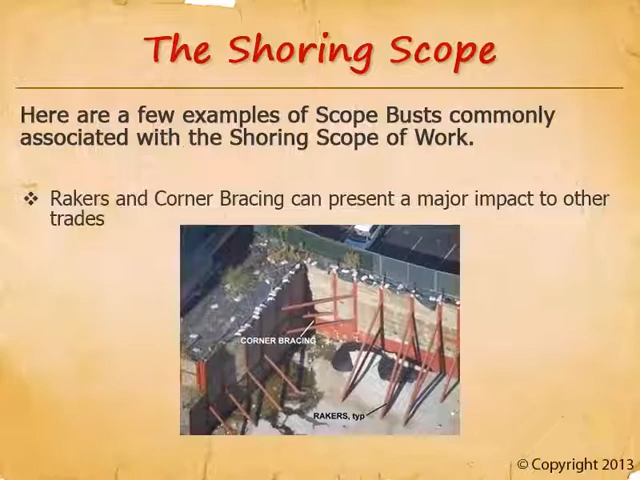 The Shoring Scope
Here are a few examples of Scope Busts commonly
associated with the Shoring Scope of Work.
❖ Rakers and Corner Bracing can present a major impact to other
trades
CORNER BRACING
RAKERS, typ
© Copyright 2013